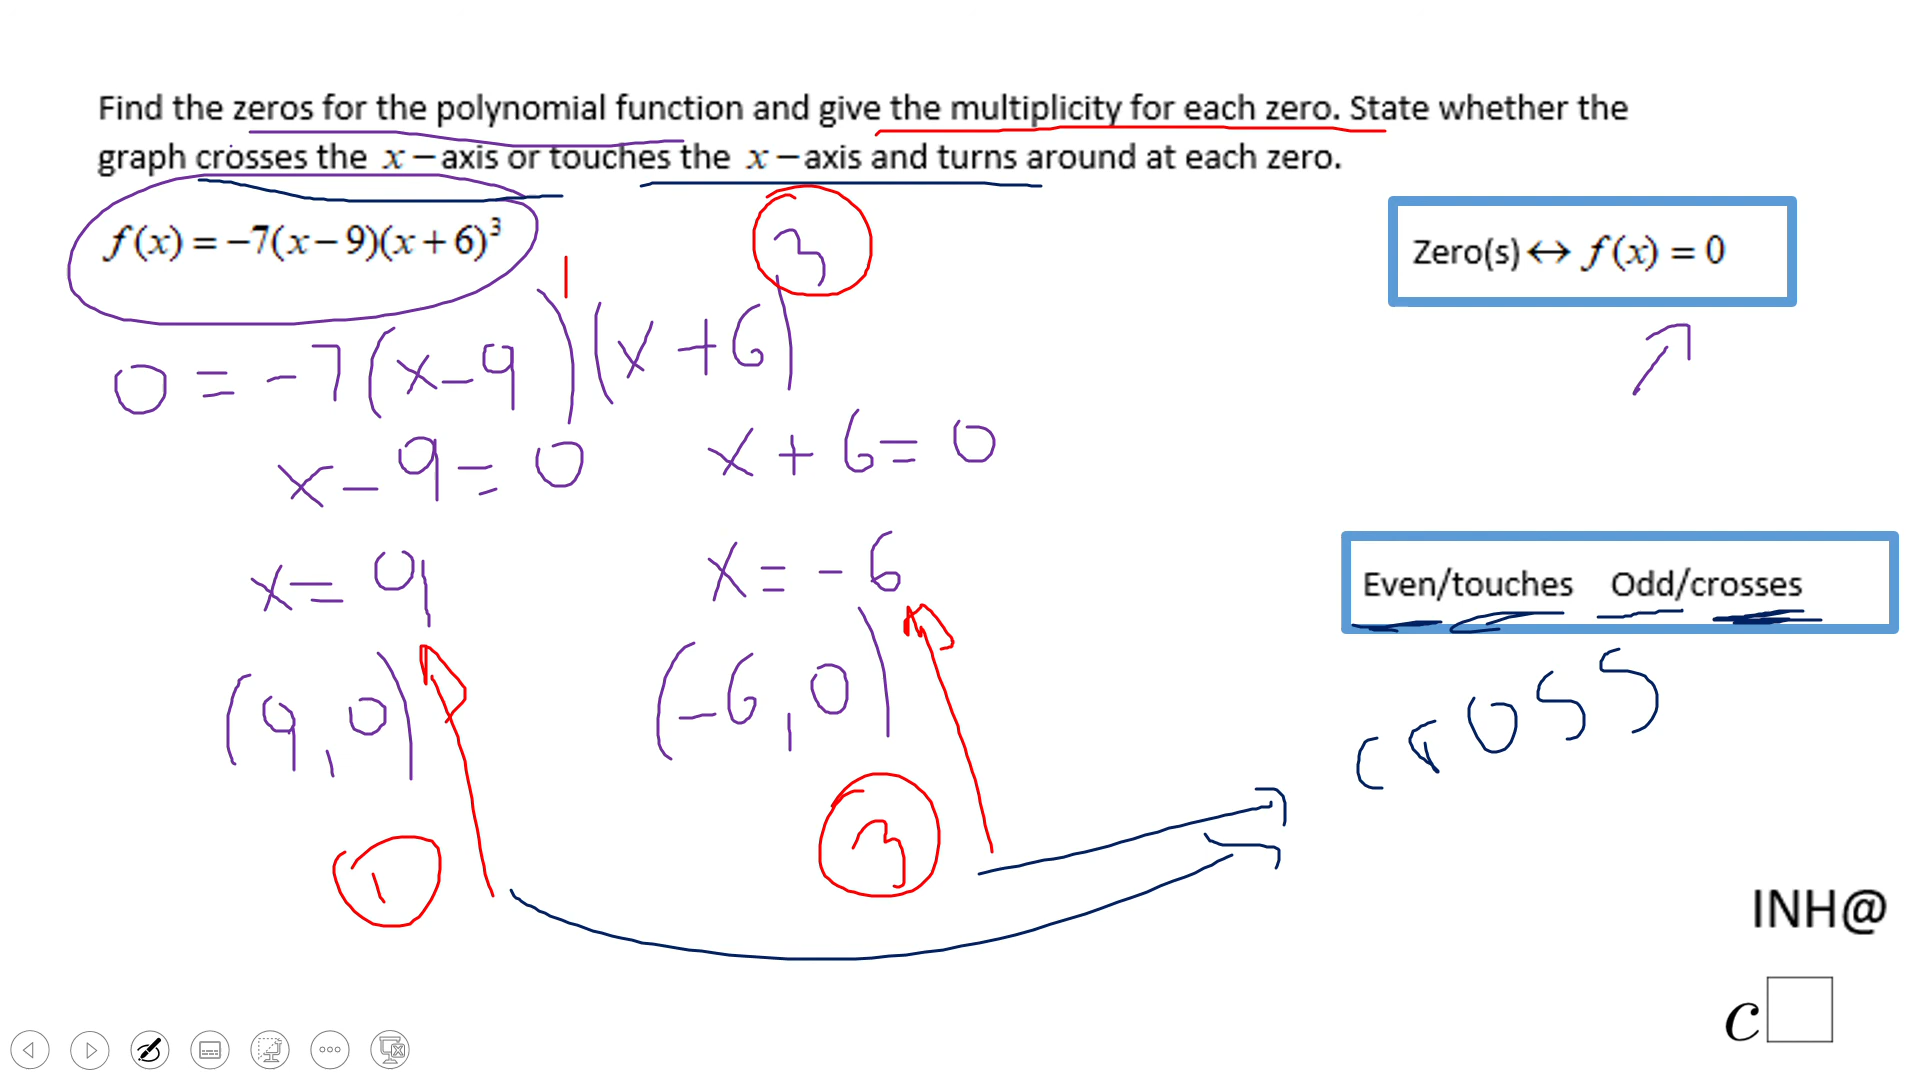 Find the zeros for the polynomial function and give the multiplicity for each zero. State whether the
graph crosses the x – axis or touches the x – axis and turns around at each zero.
f(x) = −7(x − 9)(x + 6)³
Zero(s) ↔ f(x) = 0
0 = -7(x-9)¹(x+6)³
x-9=0
x+6=0
x=9
x=-6
Even/touches Odd/crosses
(9,0)
(-6,0)
cross
1
3
INH@
c□